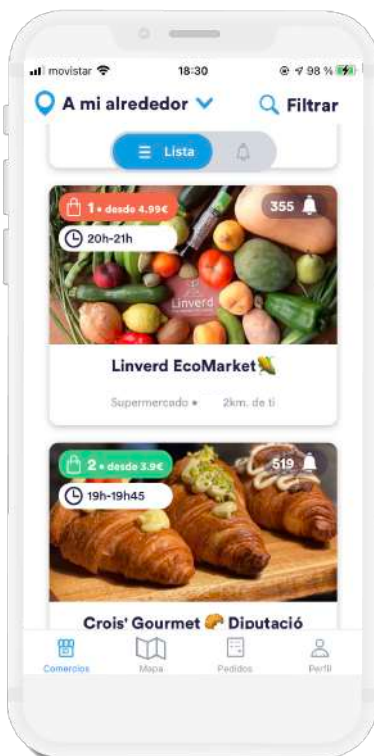 movistar 18:30 98 %
A mi alrededor Filtrar
Lista
1 • desde 4.99€ 355
20h-21h
Linverd
Linverd EcoMarket
Supermercado • 2km. de ti
2 • desde 3.9€ 519
19h-19h45
Crois' Gourmet 🥐 Diputació
Comercios Mapa Pedidos Perfil